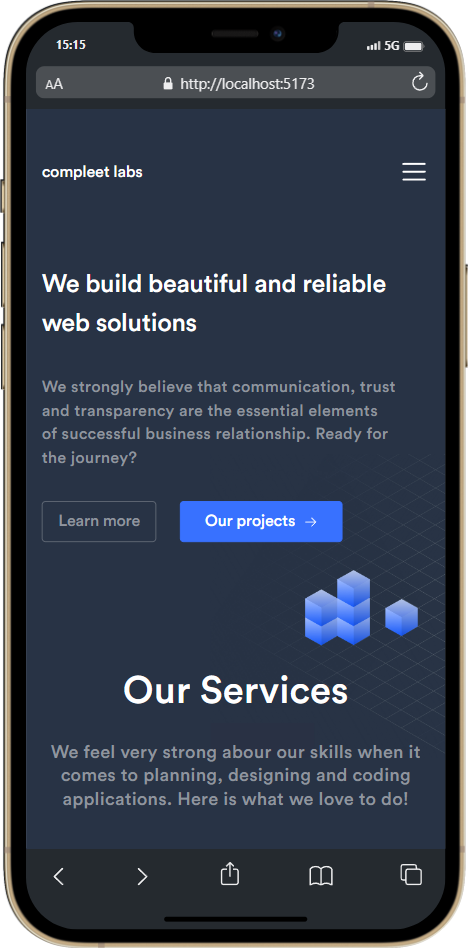 15:15
5G
AA
http://localhost:5173
compleet labs
We build beautiful and reliable
web solutions
We strongly believe that communication, trust
and transparency are the essential elements
of successful business relationship. Ready for
the journey?
Learn more
Our projects →
Our Services
We feel very strong abour our skills when it
comes to planning, designing and coding
applications. Here is what we love to do!